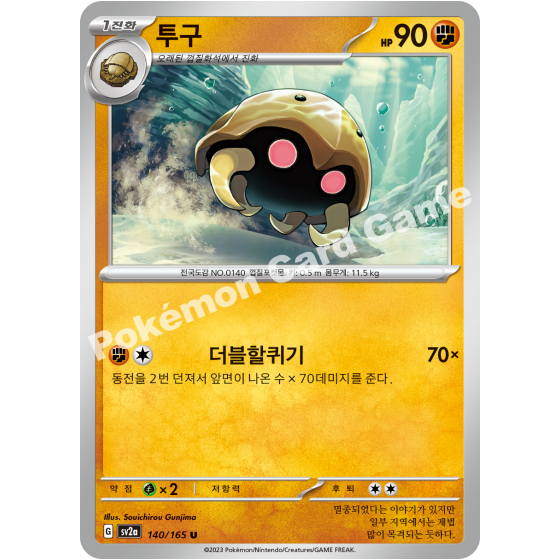 1진화 투구 HP 90
오래된 껍질화석에서 진화
전국도감 NO.0140 껍질포켓몬 키: 0.5 m 몸무게: 11.5 kg
Pokémon Card Game
더블할퀴기 70×
동전을 2번 던져서 앞면이 나온 수×70데미지를 준다.
약점 ×2 저항력 후퇴
Illus. Souichirou Gunjima
G sv2a 140/165 U
멸종되었다는 이야기였지만
일부 지역에서는 제법
많이 목격되는 듯하다.
©2023 Pokémon/Nintendo/Creatures/GAME FREAK.